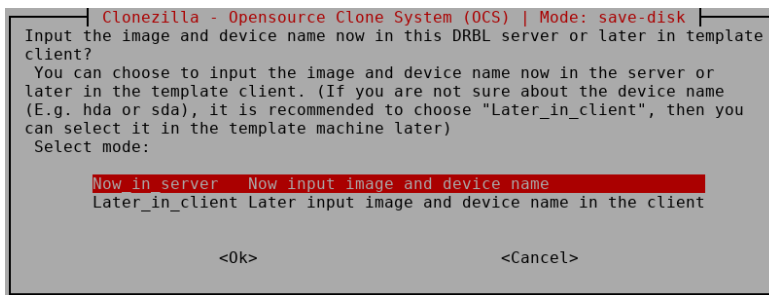 Clonezilla - Opensource Clone System (OCS) | Mode: save-disk
Input the image and device name now in this DRBL server or later in template
client?
You can choose to input the image and device name now in the server or
later in the template client. (If you are not sure about the device name
(E.g. hda or sda), it is recommended to choose "Later_in_client", then you
can select it in the template machine later)
Select mode:
Now_in_server Now input image and device name
Later_in_client Later input image and device name in the client
<Ok> <Cancel>